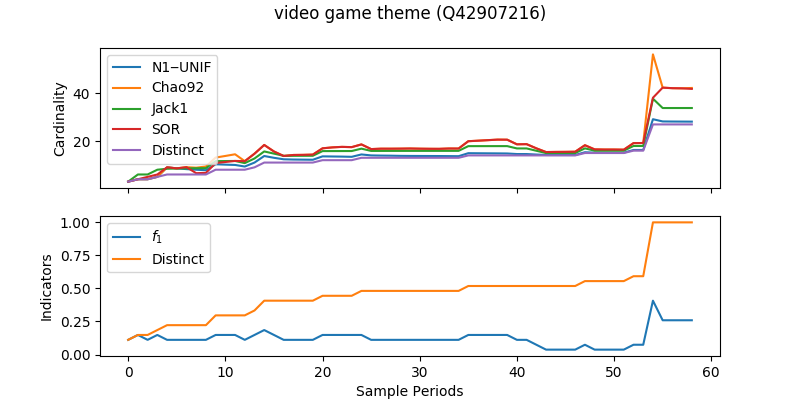 video game theme (Q42907216)
Cardinality
40
20
N1−UNIF
Chao92
Jack1
SOR
Distinct
Indicators
1.00
0.75
0.50
0.25
0.00
f₁
Distinct
0 10 20 30 40 50 60
Sample Periods